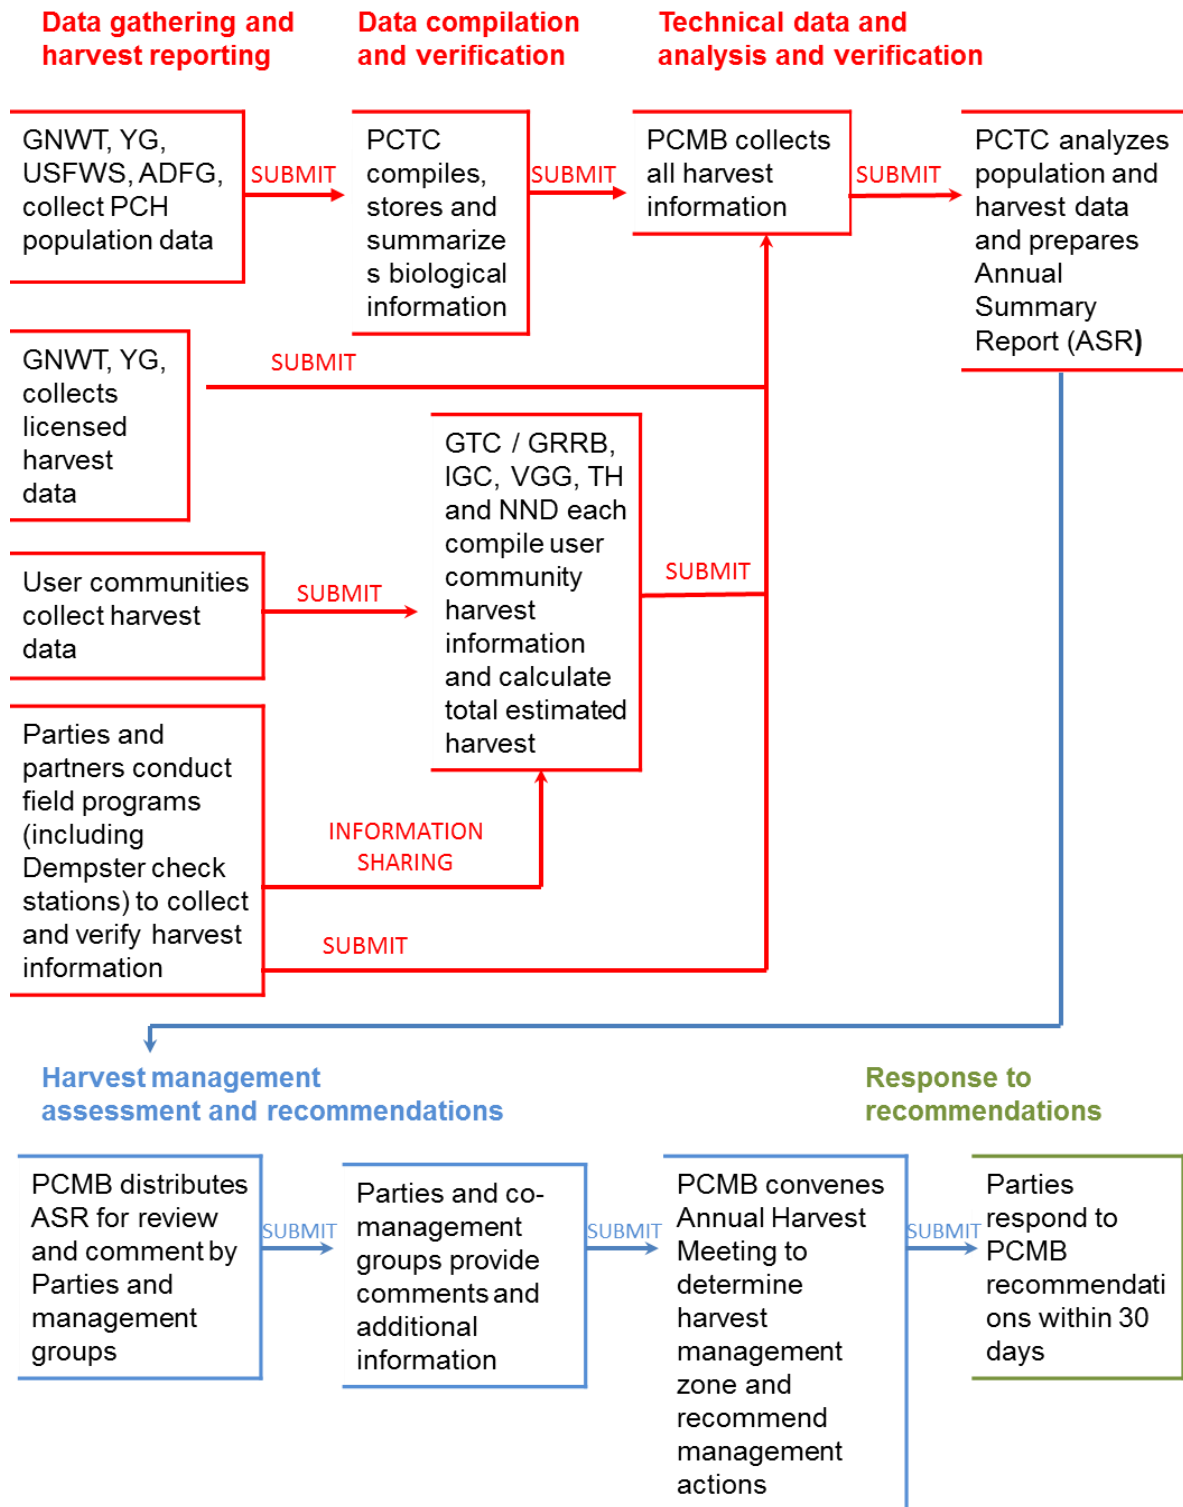 Data gathering and
harvest reporting
Data compilation
and verification
Technical data and
analysis and verification
GNWT, YG,
USFWS, ADFG,
collect PCH
population data
SUBMIT
PCTC
compiles,
stores and
summarize
s biological
information
SUBMIT
PCMB collects
all harvest
information
SUBMIT
PCTC analyzes
population and
harvest data
and prepares
Annual
Summary
Report (ASR)
GNWT, YG,
collects
licensed
harvest
data
SUBMIT
GTC / GRRB,
IGC, VGG, TH
and NND each
compile user
community
harvest
information
and calculate
total estimated
harvest
SUBMIT
User communities
collect harvest
data
SUBMIT
Parties and
partners conduct
field programs
(including
Dempster check
stations) to collect
and verify harvest
information
INFORMATION
SHARING
SUBMIT
Harvest management
assessment and recommendations
Response to
recommendations
PCMB distributes
ASR for review
and comment by
Parties and
management
groups
SUBMIT
Parties and co-
management
groups provide
comments and
additional
information
SUBMIT
PCMB convenes
Annual Harvest
Meeting to
determine
harvest
management
zone and
recommend
management
actions
SUBMIT
Parties
respond to
PCMB
recommendati
ons within 30
days